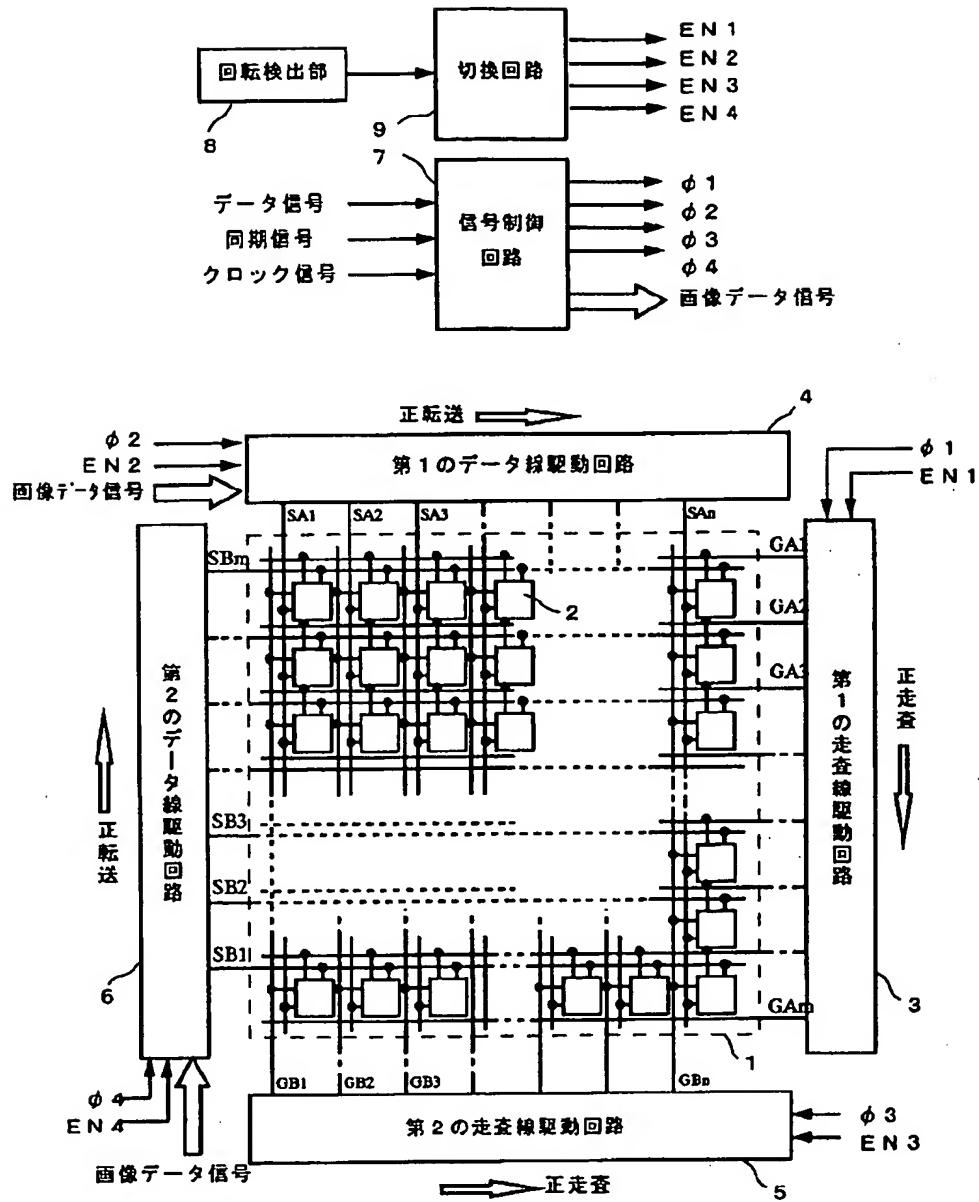 回転検出部
8
切換回路
9
EN1
EN2
EN3
EN4
7
データ信号
同期信号
クロック信号
信号制御
回路
φ1
φ2
φ3
φ4
画像データ信号
正転送
4
φ2
EN2
画像データ信号
第1のデータ線駆動回路
φ1
EN1
SA1
SA2
SA3
SAn
SBm
GA1
2
GA2
GA3
第2のデータ線駆動回路
正転送
第1の走査線駆動回路
正走査
SB3
SB2
SB1
6
3
GAm
1
φ4
EN4
画像データ信号
GB1
GB2
GB3
GBn
第2の走査線駆動回路
φ3
EN3
5
正走査